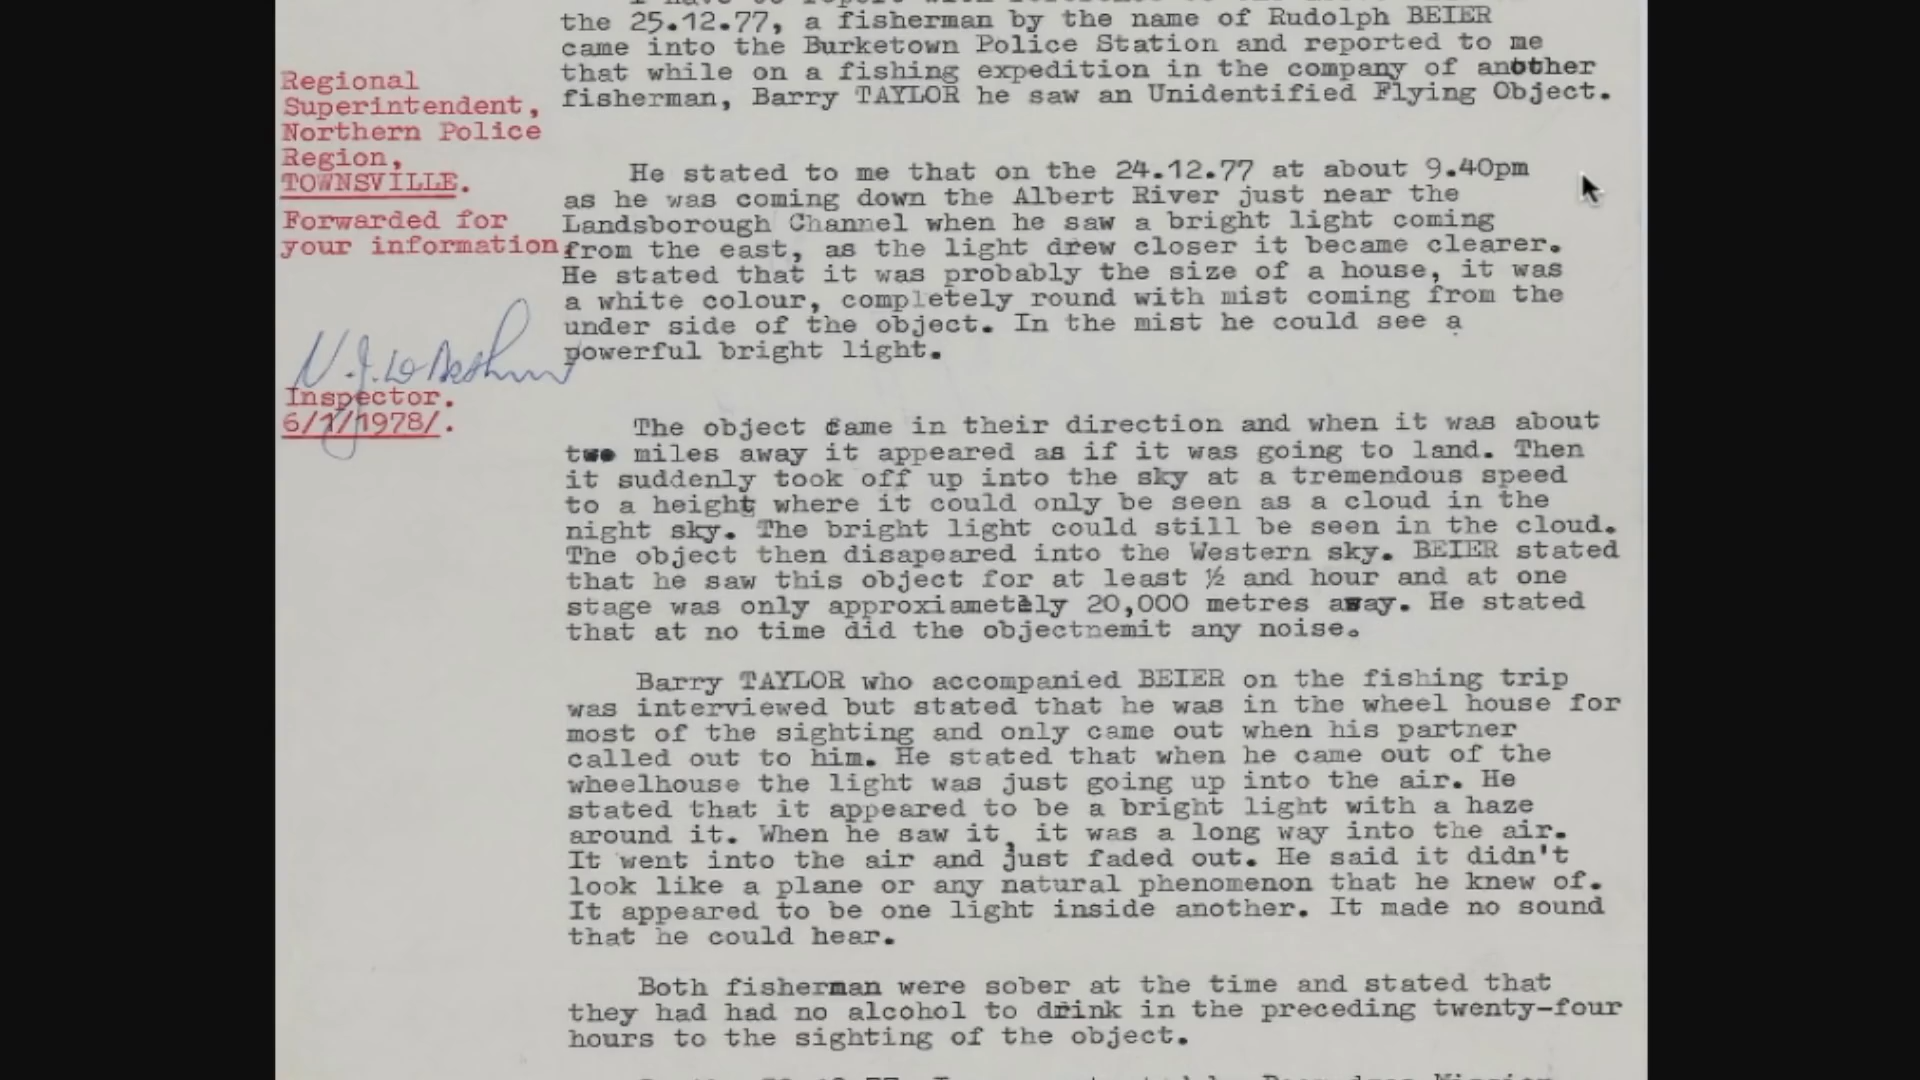 the 25.12.77, a fisherman by the name of Rudolph BEIER
came into the Burketown Police Station and reported to me
that while on a fishing expedition in the company of another
fisherman, Barry TAYLOR he saw an Unidentified Flying Object.
Regional
Superintendent,
Northern Police
Region,
TOWNSVILLE.
Forwarded for
your information.
Inspector.
6/1/1978/.
He stated to me that on the 24.12.77 at about 9.40pm
as he was coming down the Albert River just near the
Landsborough Channel when he saw a bright light coming
from the east, as the light drew closer it became clearer.
He stated that it was probably the size of a house, it was
a white colour, completely round with mist coming from the
under side of the object. In the mist he could see a
powerful bright light.
The object came in their direction and when it was about
two miles away it appeared as if it was going to land. Then
it suddenly took off up into the sky at a tremendous speed
to a height where it could only be seen as a cloud in the
night sky. The bright light could still be seen in the cloud.
The object then disapeared into the Western sky. BEIER stated
that he saw this object for at least ½ and hour and at one
stage was only approxiametely 20,000 metres away. He stated
that at no time did the objectnemit any noise.
Barry TAYLOR who accompanied BEIER on the fishing trip
was interviewed but stated that he was in the wheel house for
most of the sighting and only came out when his partner
called out to him. He stated that when he came out of the
wheelhouse the light was just going up into the air. He
stated that it appeared to be a bright light with a haze
around it. When he saw it, it was a long way into the air.
It went into the air and just faded out. He said it didn't
look like a plane or any natural phenomenon that he knew of.
It appeared to be one light inside another. It made no sound
that he could hear.
Both fisherman were sober at the time and stated that
they had had no alcohol to drink in the preceding twenty-four
hours to the sighting of the object.